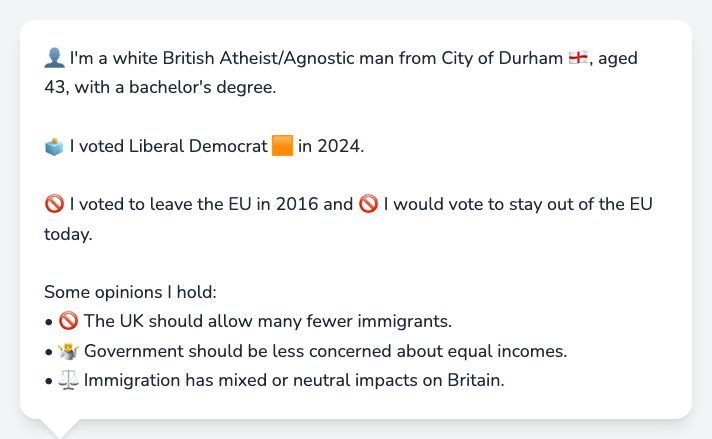 👤 I'm a white British Atheist/Agnostic man from City of Durham 🏴󠁧󠁢󠁥󠁮󠁧󠁿, aged
43, with a bachelor's degree.
🗳️ I voted Liberal Democrat 🟧 in 2024.
🚫 I voted to leave the EU in 2016 and 🚫 I would vote to stay out of the EU
today.
Some opinions I hold:
• 🚫 The UK should allow many fewer immigrants.
• 🤷 Government should be less concerned about equal incomes.
• ⚖️ Immigration has mixed or neutral impacts on Britain.